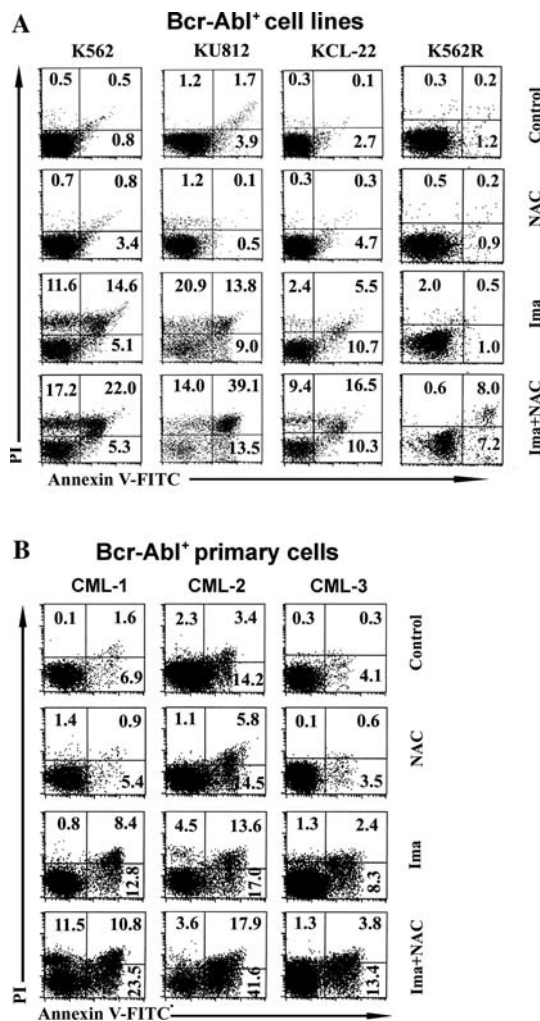 A
Bcr-Abl+ cell lines
K562 KU812 KCL-22 K562R
0.5 0.5 1.2 1.7 0.3 0.1 0.3 0.2
0.8 3.9 2.7 1.2
Control
0.7 0.8 1.2 0.1 0.3 0.3 0.5 0.2
3.4 0.5 4.7 0.9
NAC
11.6 14.6 20.9 13.8 2.4 5.5 2.0 0.5
5.1 9.0 10.7 1.0
Ima
17.2 22.0 14.0 39.1 9.4 16.5 0.6 8.0
5.3 13.5 10.3 7.2
Ima+NAC
PI
Annexin V-FITC
B
Bcr-Abl+ primary cells
CML-1 CML-2 CML-3
0.1 1.6 2.3 3.4 0.3 0.3
6.9 14.2 4.1
Control
1.4 0.9 1.1 5.8 0.1 0.6
5.4 14.5 3.5
NAC
0.8 8.4 4.5 13.6 1.3 2.4
12.8 17.0 8.3
Ima
11.5 10.8 3.6 17.9 1.3 3.8
23.5 41.6 13.4
Ima+NAC
PI
Annexin V-FITC